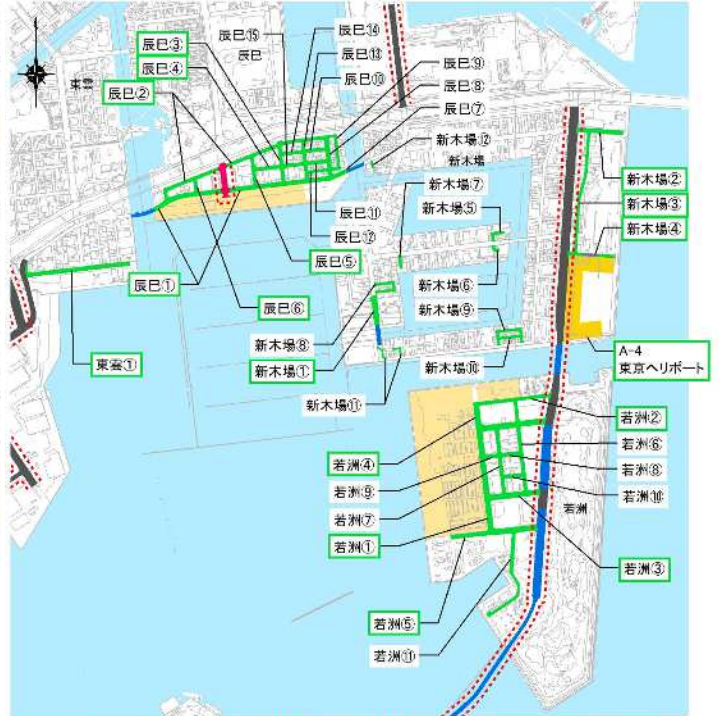 辰巳③
辰巳⑮
辰巳⑭
辰巳
辰巳⑬
辰巳④
辰巳⑨
辰巳⑩
辰巳⑧
東雲
辰巳②
辰巳⑦
新木場⑫
新木場
新木場②
新木場⑦
新木場③
新木場⑤
辰巳⑪
新木場④
辰巳⑫
辰巳⑤
辰巳①
新木場⑥
辰巳⑥
新木場⑨
新木場⑧
東雲①
新木場①
新木場⑩
A-4
東京ヘリポート
新木場⑪
若洲②
若洲⑥
若洲④
若洲⑧
若洲⑨
若洲⑩
若洲
若洲⑦
若洲①
若洲③
若洲⑤
若洲⑪